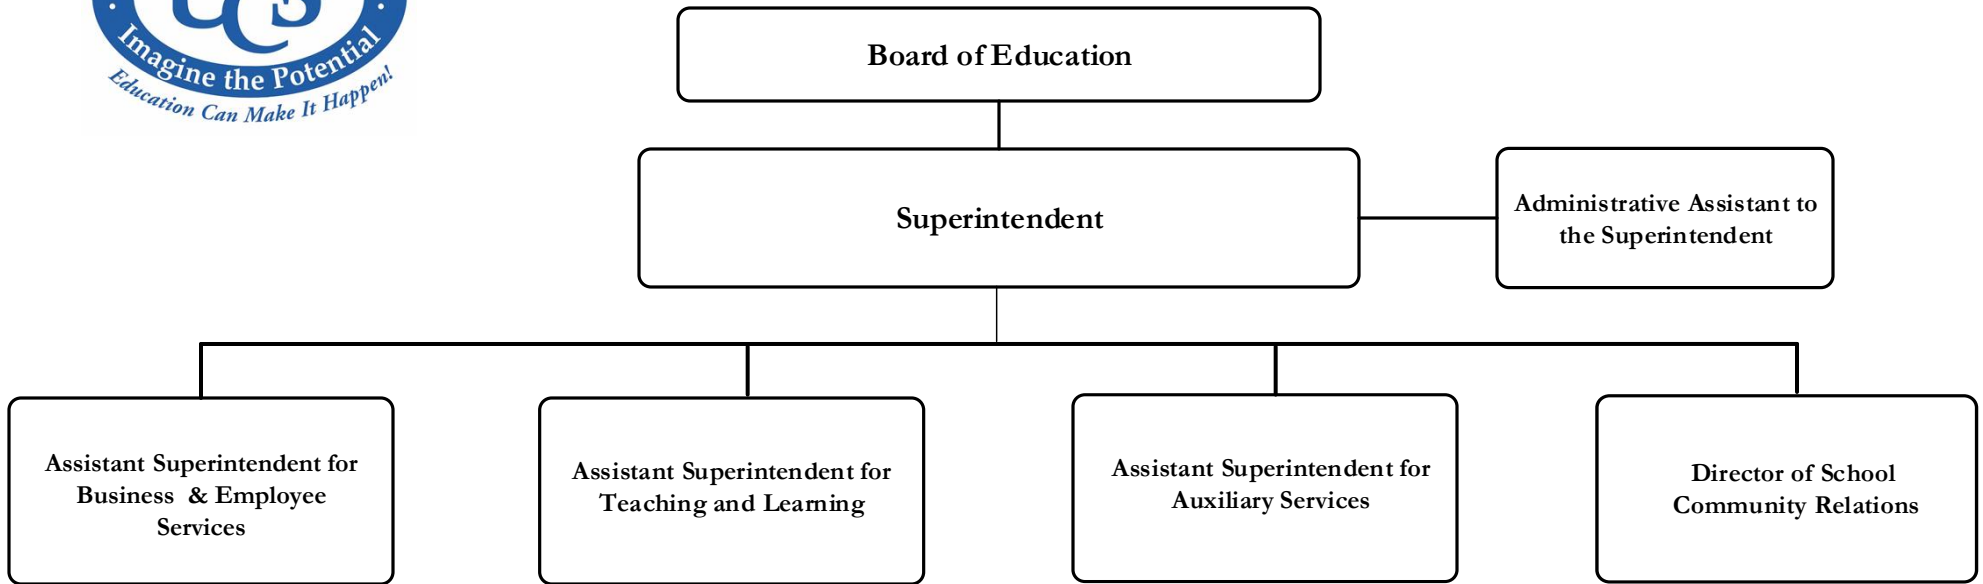 UCS
Imagine the Potential
Education Can Make It Happen!
Board of Education
Superintendent
Administrative Assistant to
the Superintendent
Assistant Superintendent for
Business & Employee
Services
Assistant Superintendent for
Teaching and Learning
Assistant Superintendent for
Auxiliary Services
Director of School
Community Relations